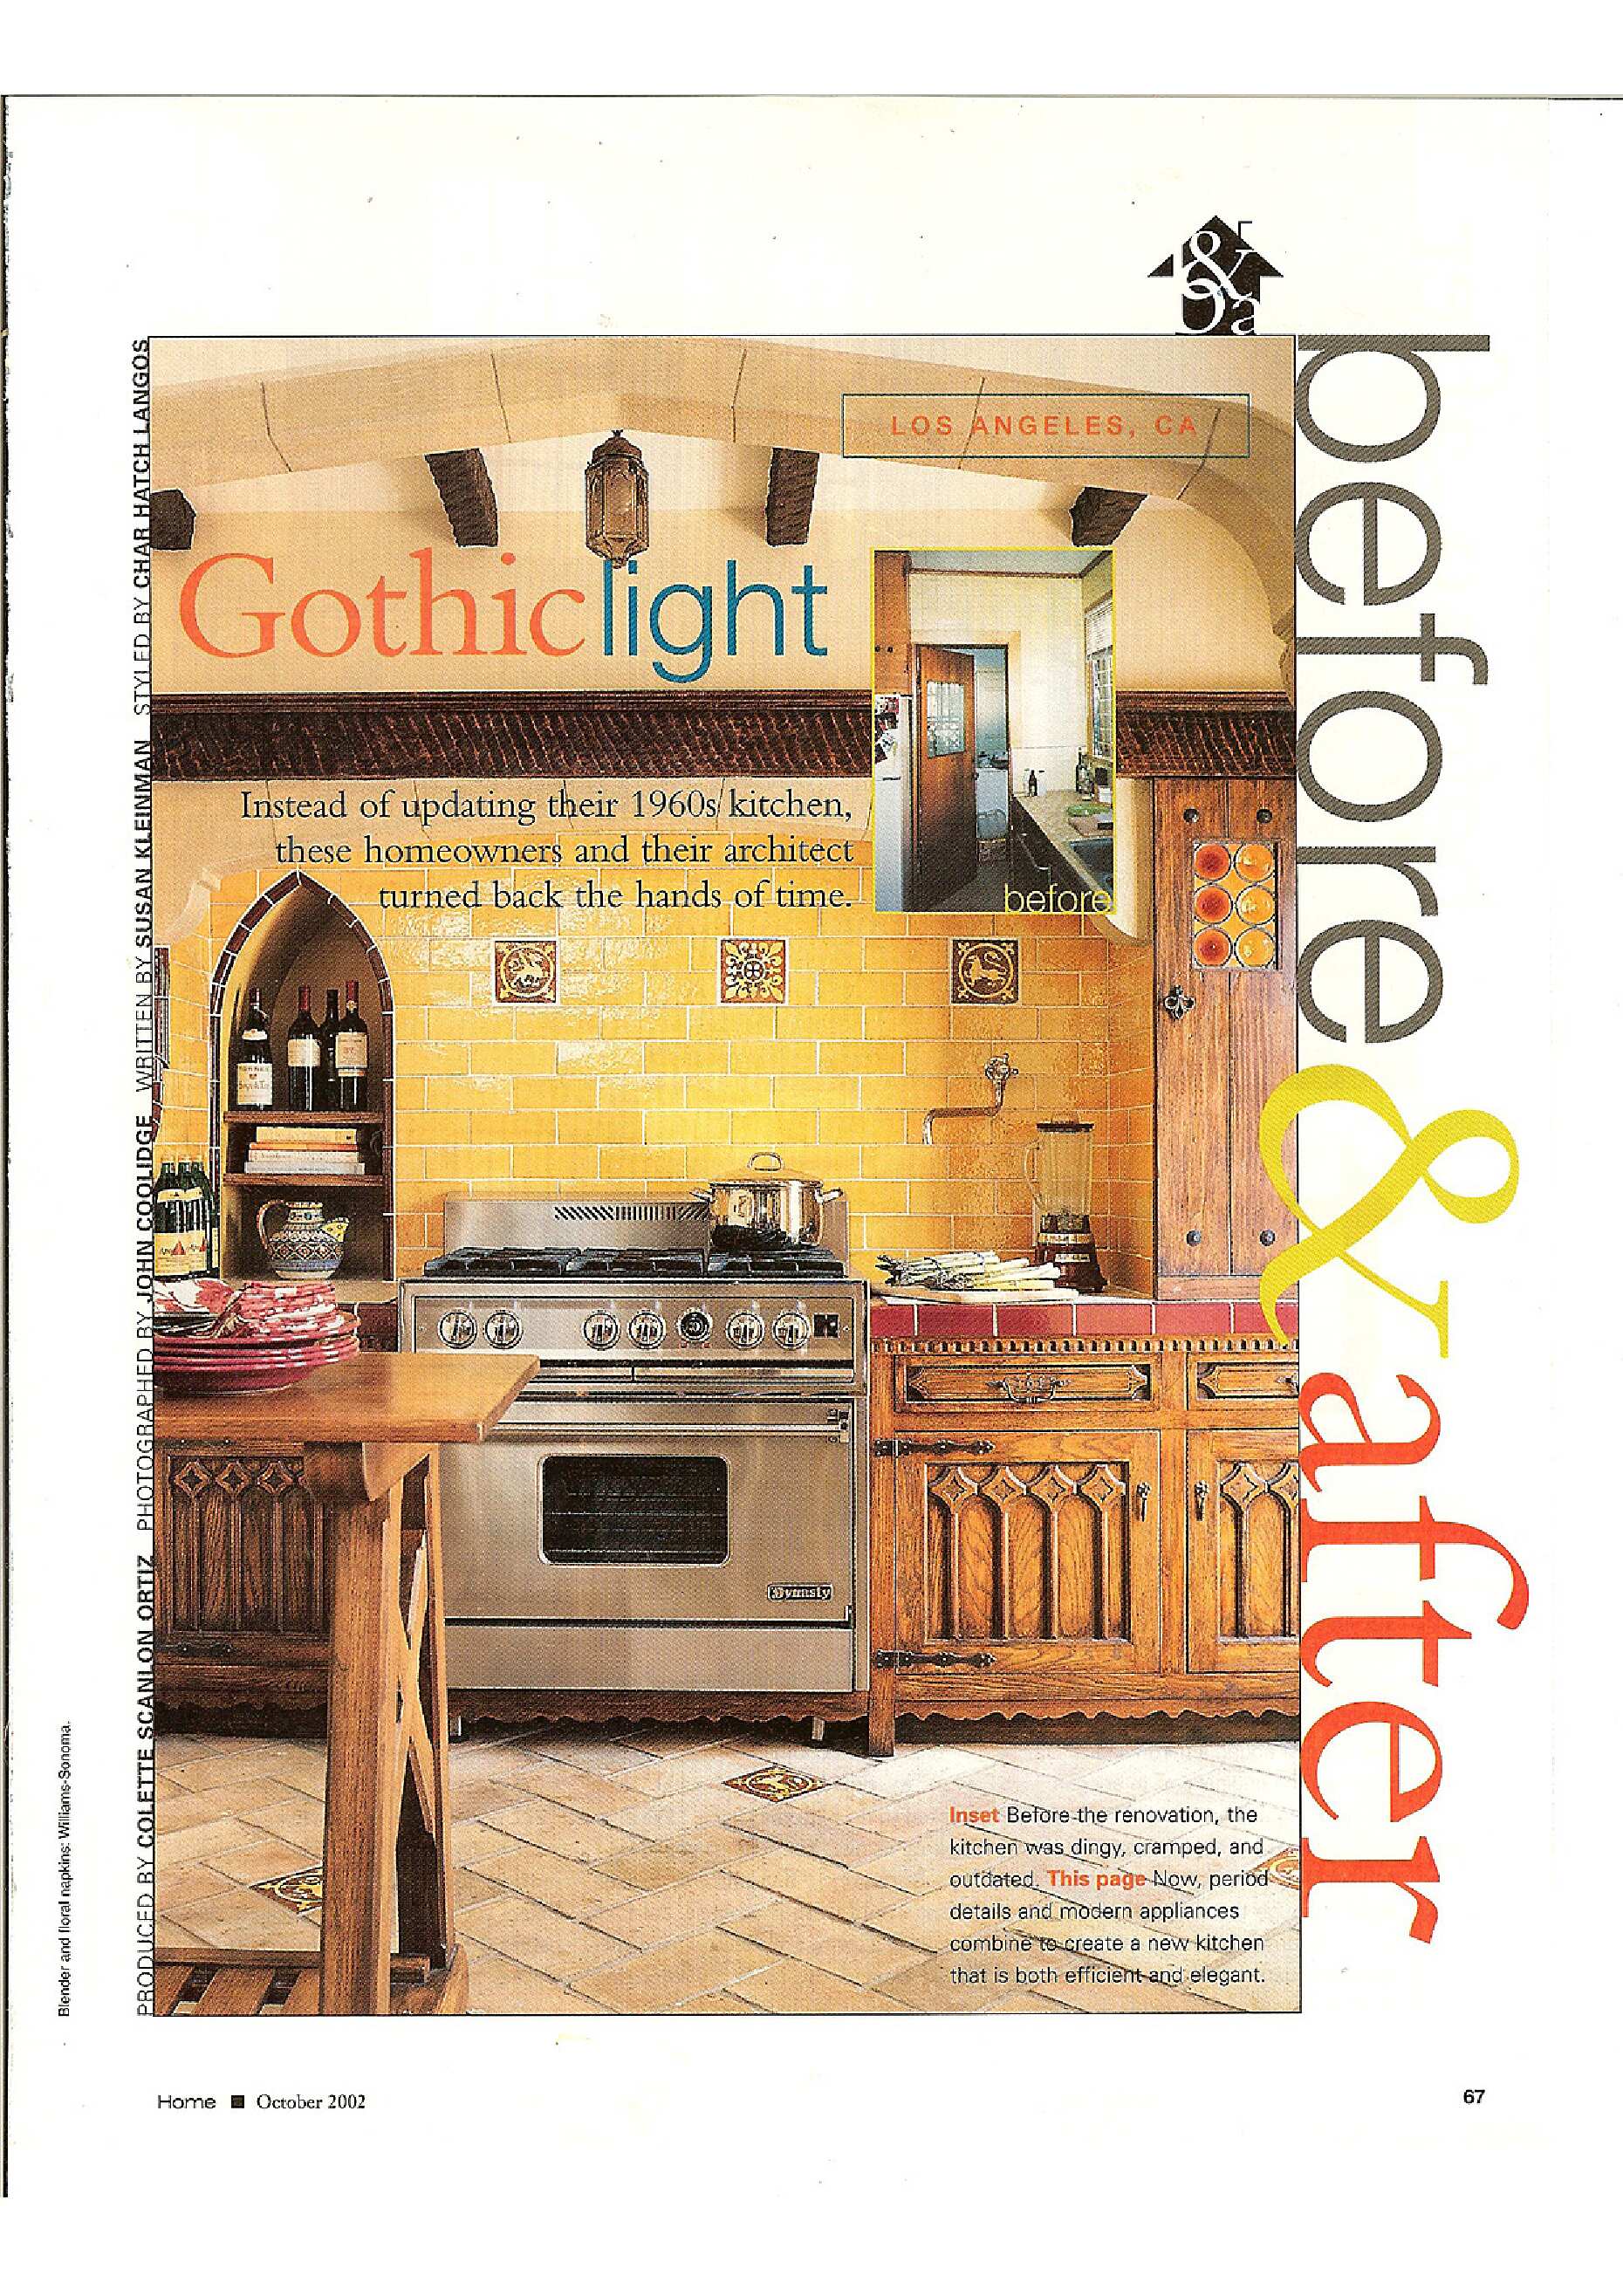 b&a
before & after
LOS ANGELES, CA
Gothiclight
Instead of updating their 1960s kitchen,
these homeowners and their architect
turned back the hands of time.
before
Dynasty
Inset Before the renovation, the
kitchen was dingy, cramped, and
outdated. This page Now, period
details and modern appliances
combine to create a new kitchen
that is both efficient and elegant.
PRODUCED BY COLETTE SCANLON ORTIZ PHOTOGRAPHED BY JOHN COOLIDGE WRITTEN BY SUSAN KLEINMAN STYLED BY CHAR HATCH LANGOS
Blender and floral napkins: Williams-Sonoma.
Home ■ October 2002
67